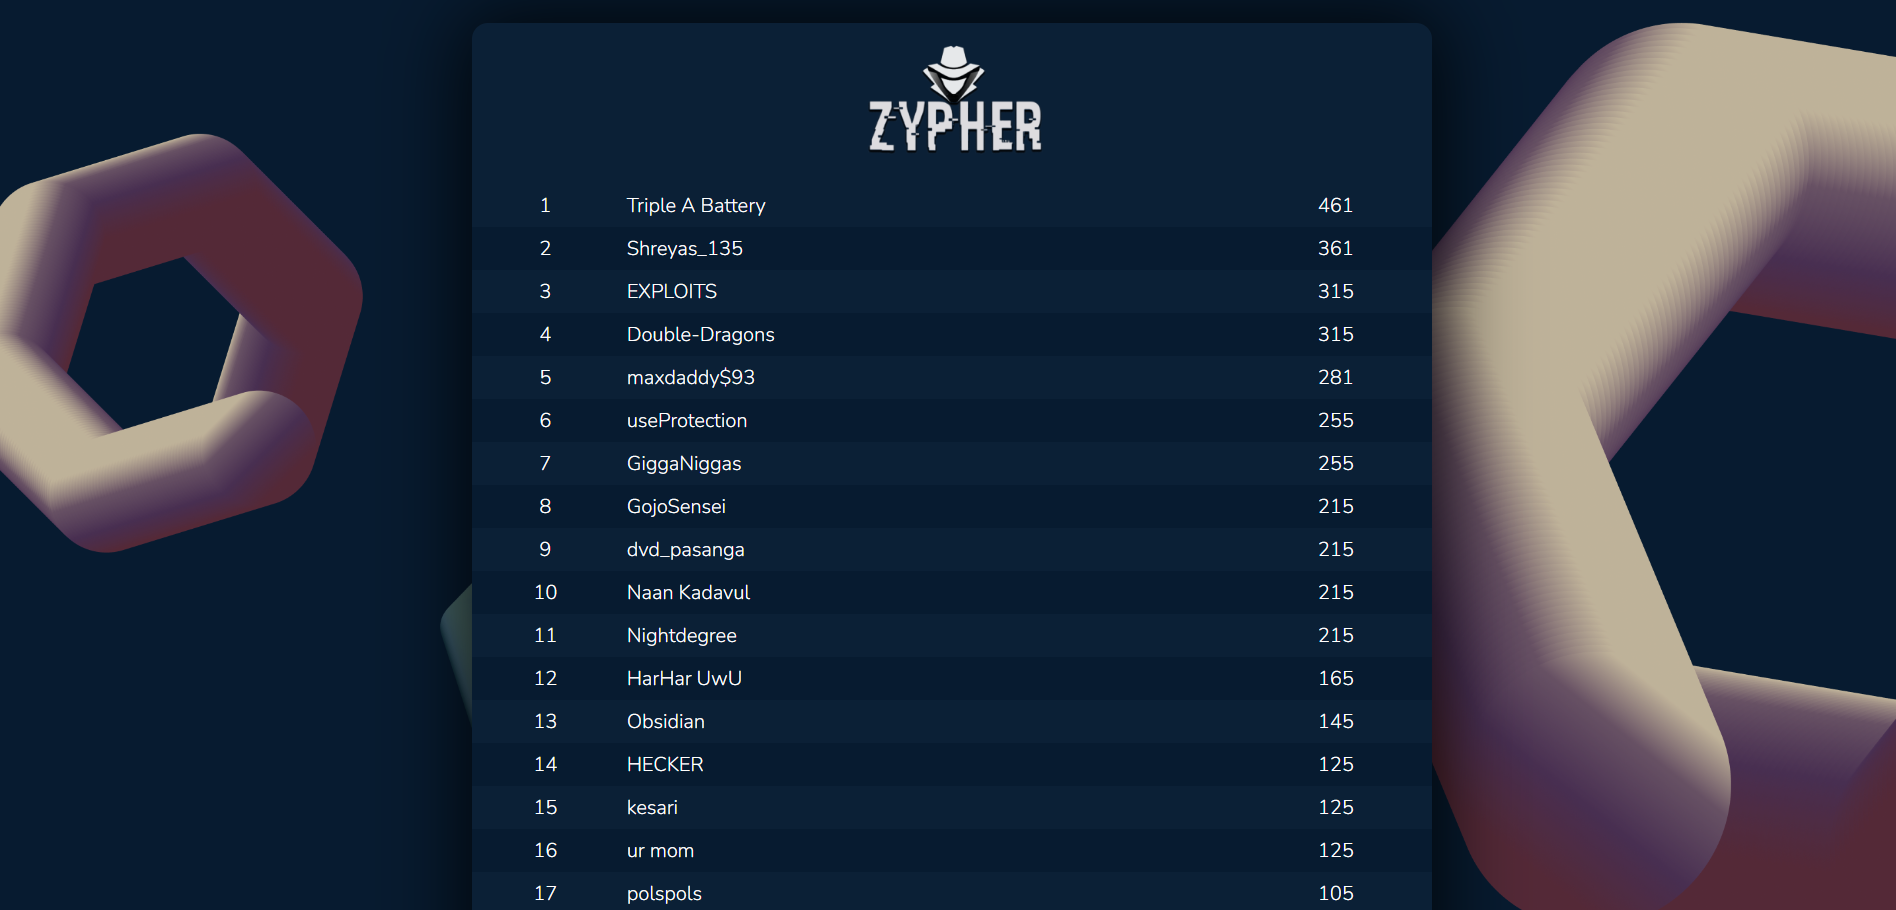 ZYPHER
1 Triple A Battery 461
2 Shreyas_135 361
3 EXPLOITS 315
4 Double-Dragons 315
5 maxdaddy$93 281
6 useProtection 255
7 GiggaNiggas 255
8 GojoSensei 215
9 dvd_pasanga 215
10 Naan Kadavul 215
11 Nightdegree 215
12 HarHar UwU 165
13 Obsidian 145
14 HECKER 125
15 kesari 125
16 ur mom 125
17 polspols 105